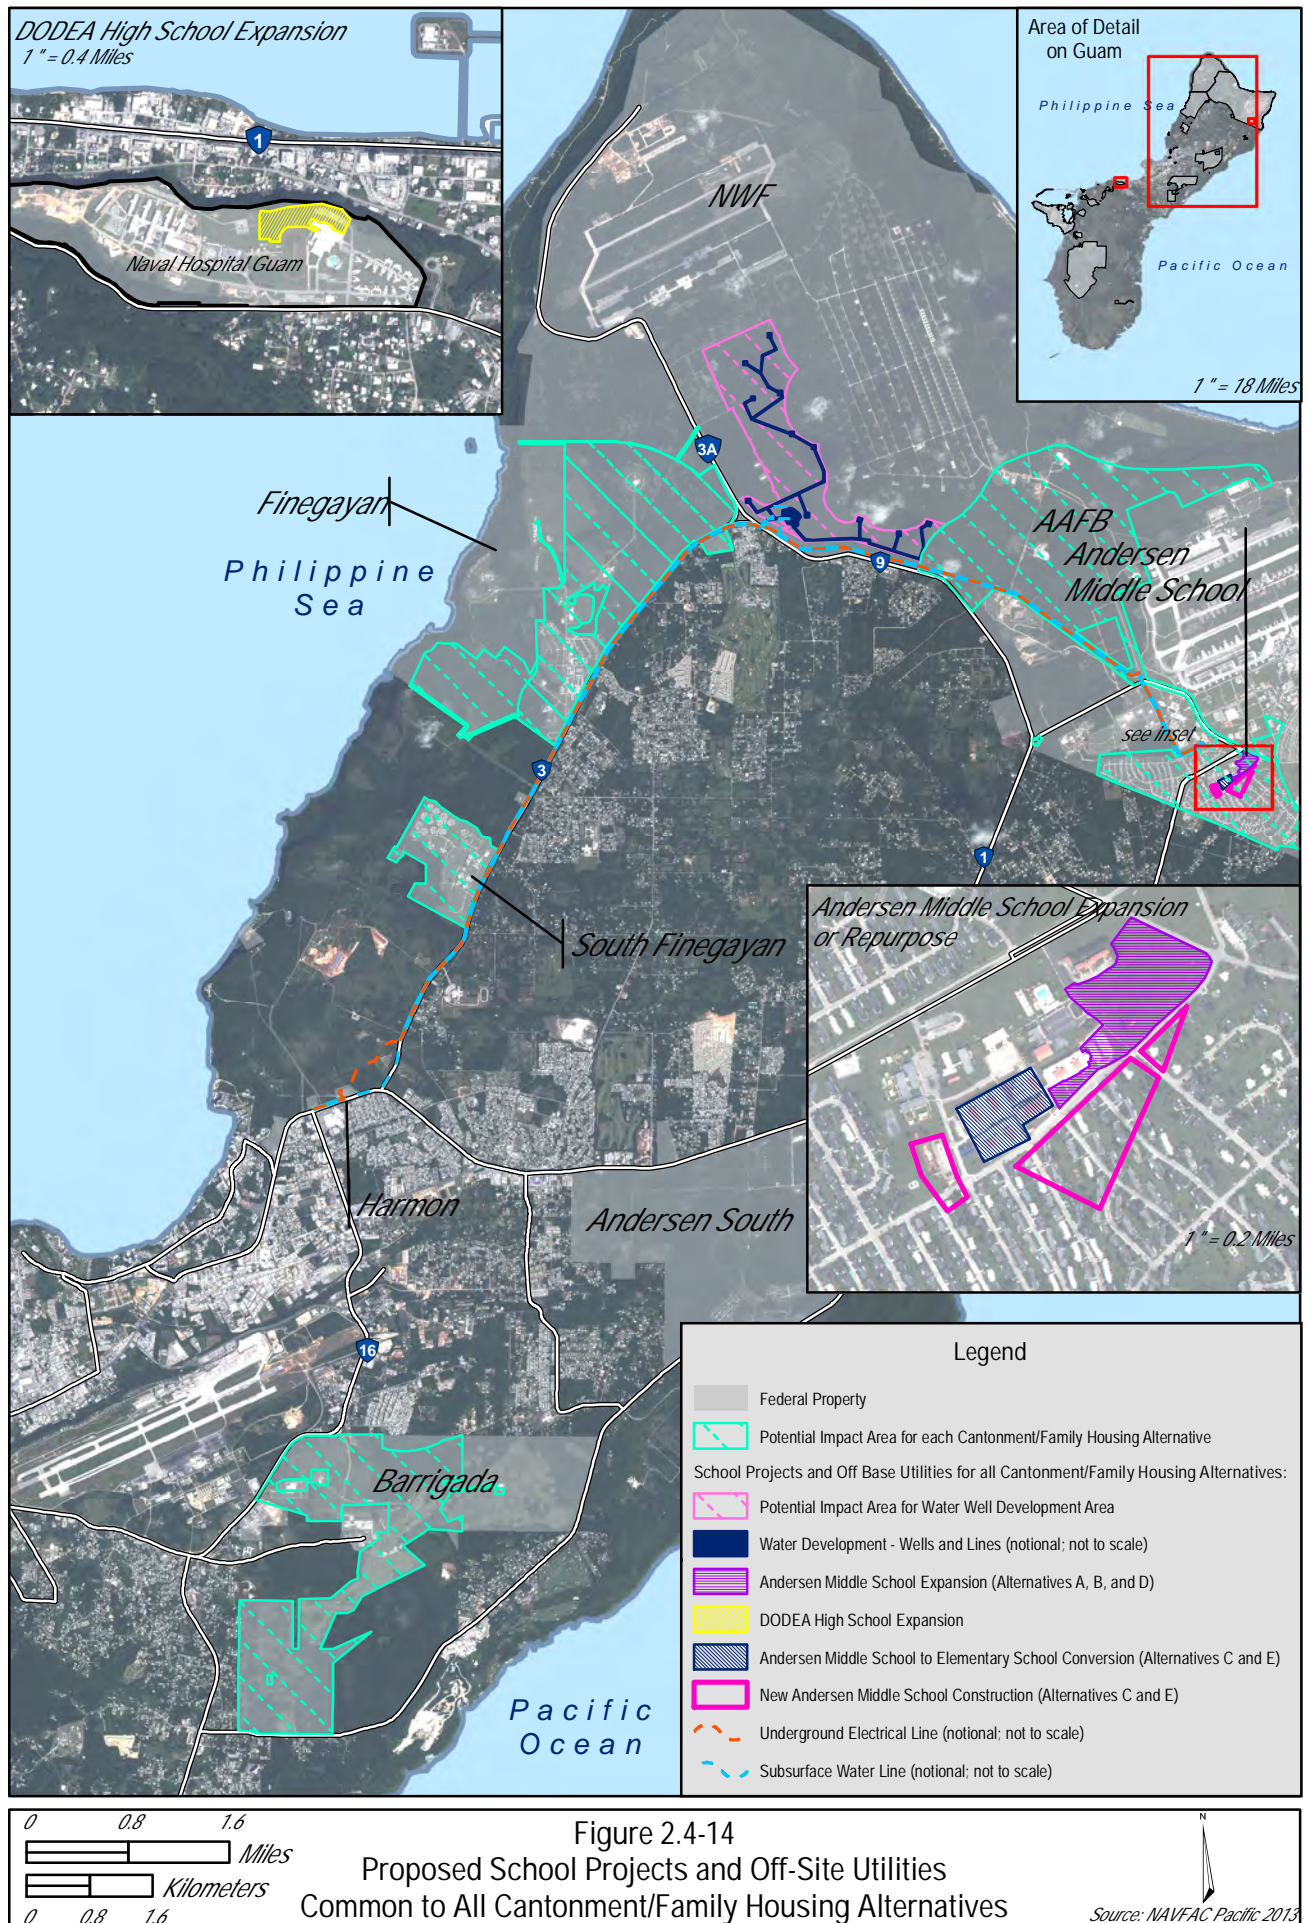 DODEA High School Expansion
1 " = 0.4 Miles
1
Naval Hospital Guam
Area of Detail
on Guam
Philippine Sea
Pacific Ocean
1 " = 18 Miles
NWF
3A
Finegayan
Philippine
Sea
AAFB
Andersen
Middle School
9
see inset
3
1
South Finegayan
Andersen Middle School Expansion
or Repurpose
1 " = 0.2 Miles
Harmon
Andersen South
16
Barrigada
Pacific
Ocean
Legend
Federal Property
Potential Impact Area for each Cantonment/Family Housing Alternative
School Projects and Off Base Utilities for all Cantonment/Family Housing Alternatives:
Potential Impact Area for Water Well Development Area
Water Development - Wells and Lines (notional; not to scale)
Andersen Middle School Expansion (Alternatives A, B, and D)
DODEA High School Expansion
Andersen Middle School to Elementary School Conversion (Alternatives C and E)
New Andersen Middle School Construction (Alternatives C and E)
Underground Electrical Line (notional; not to scale)
Subsurface Water Line (notional; not to scale)
0 0.8 1.6
Miles
Kilometers
0 0.8 1.6
Figure 2.4-14
Proposed School Projects and Off-Site Utilities
Common to All Cantonment/Family Housing Alternatives
N
Source: NAVFAC Pacific 2013